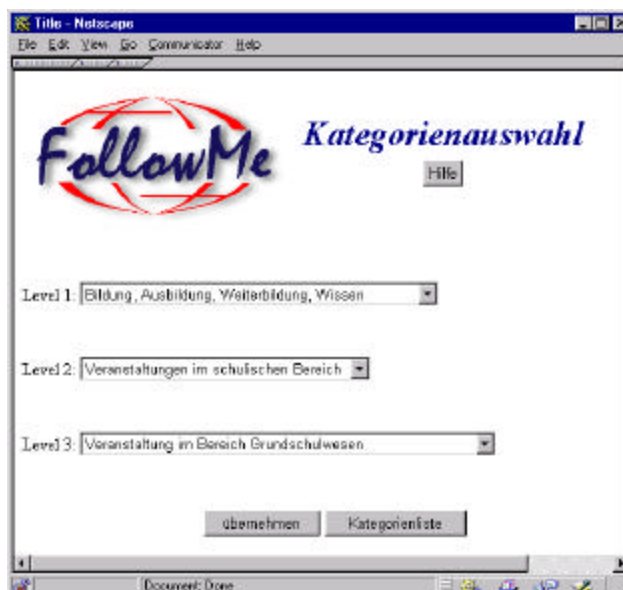 Title - Netscape
File Edit View Go Communicator Help
FollowMe
Kategorienauswahl
Hilfe
Level 1: Bildung, Ausbildung, Weiterbildung, Wissen
Level 2: Veranstaltungen im schulischen Bereich
Level 3: Veranstaltung im Bereich Grundschulwesen
übernehmen Kategorienliste
Document: Done